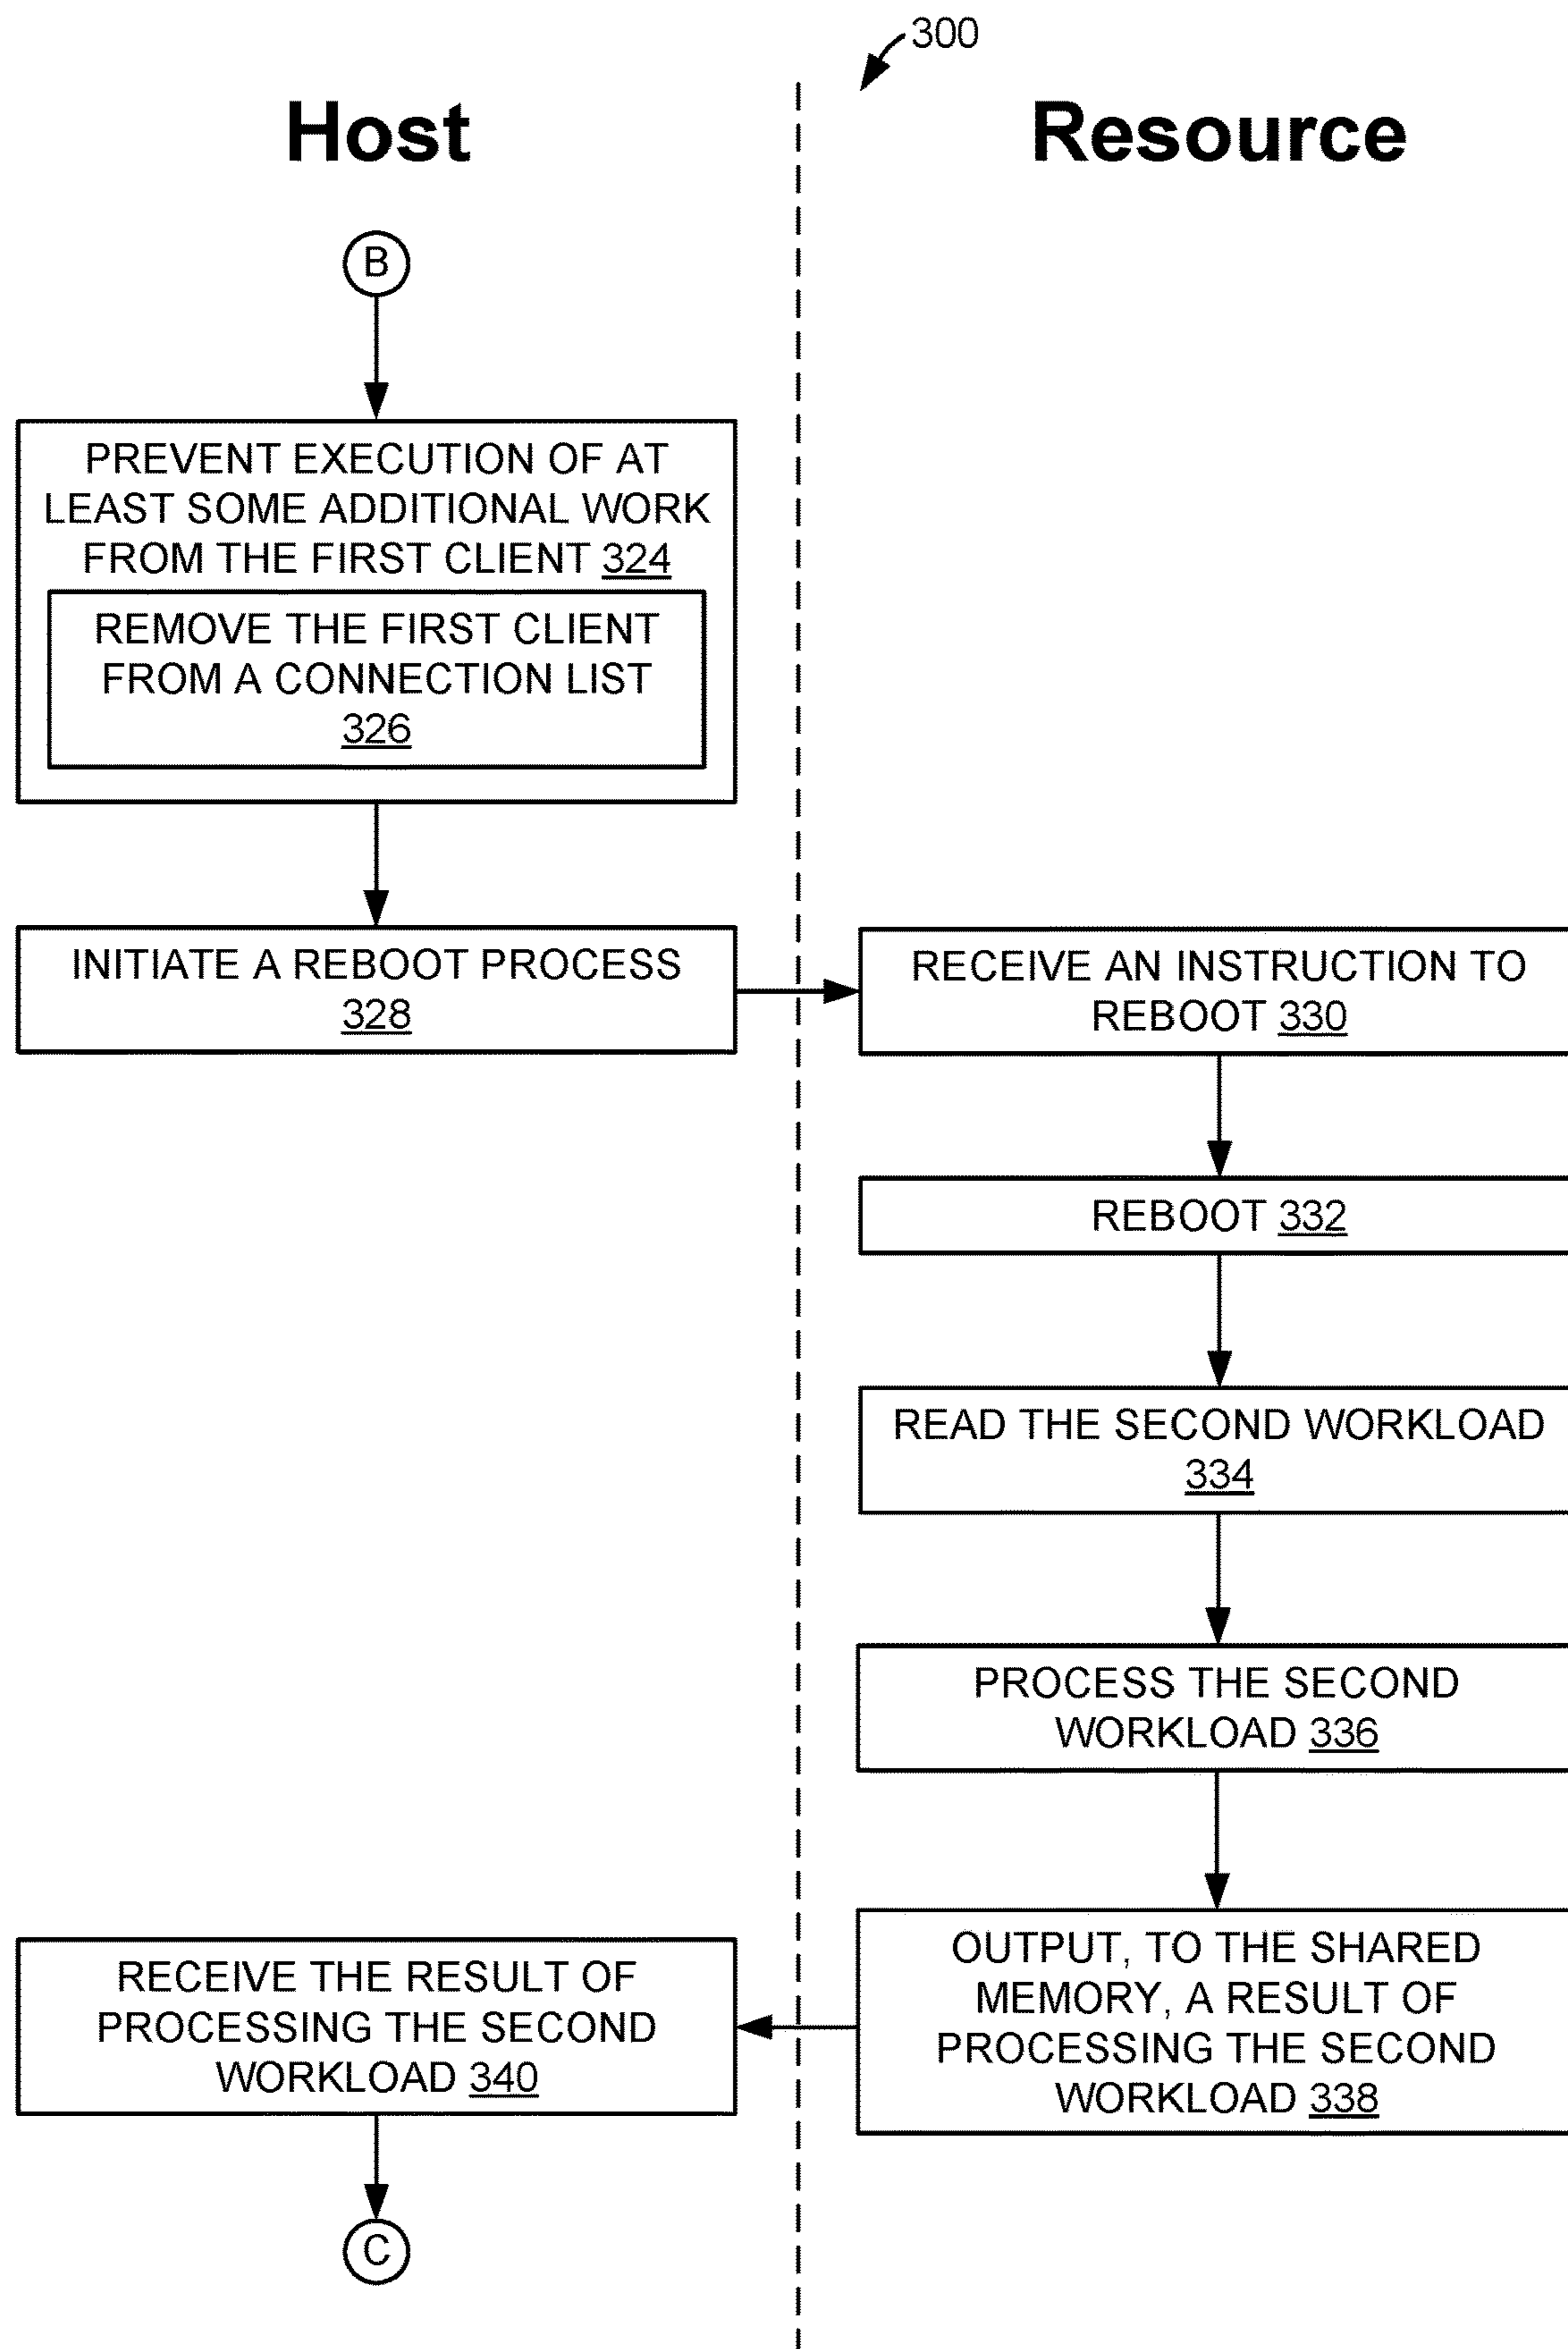 300
Host
Resource
B
PREVENT EXECUTION OF AT
LEAST SOME ADDITIONAL WORK
FROM THE FIRST CLIENT 324
REMOVE THE FIRST CLIENT
FROM A CONNECTION LIST
326
INITIATE A REBOOT PROCESS
328
RECEIVE AN INSTRUCTION TO
REBOOT 330
REBOOT 332
READ THE SECOND WORKLOAD
334
PROCESS THE SECOND
WORKLOAD 336
OUTPUT, TO THE SHARED
MEMORY, A RESULT OF
PROCESSING THE SECOND
WORKLOAD 338
RECEIVE THE RESULT OF
PROCESSING THE SECOND
WORKLOAD 340
C